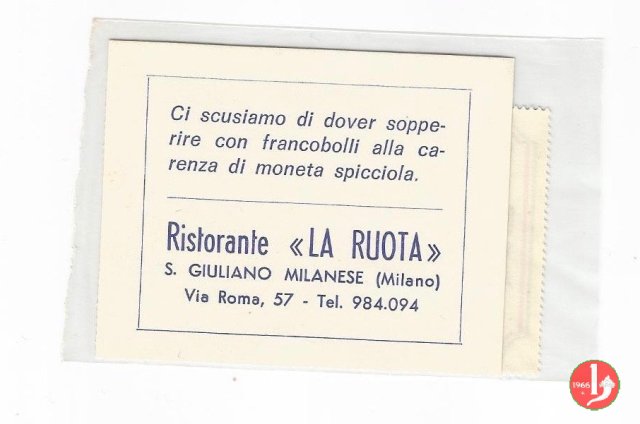 Ci scusiamo di dover soppe-
rire con francobolli alla ca-
renza di moneta spicciola.
Ristorante «LA RUOTA»
S. GIULIANO MILANESE (Milano)
Via Roma, 57 - Tel. 984.094
1966